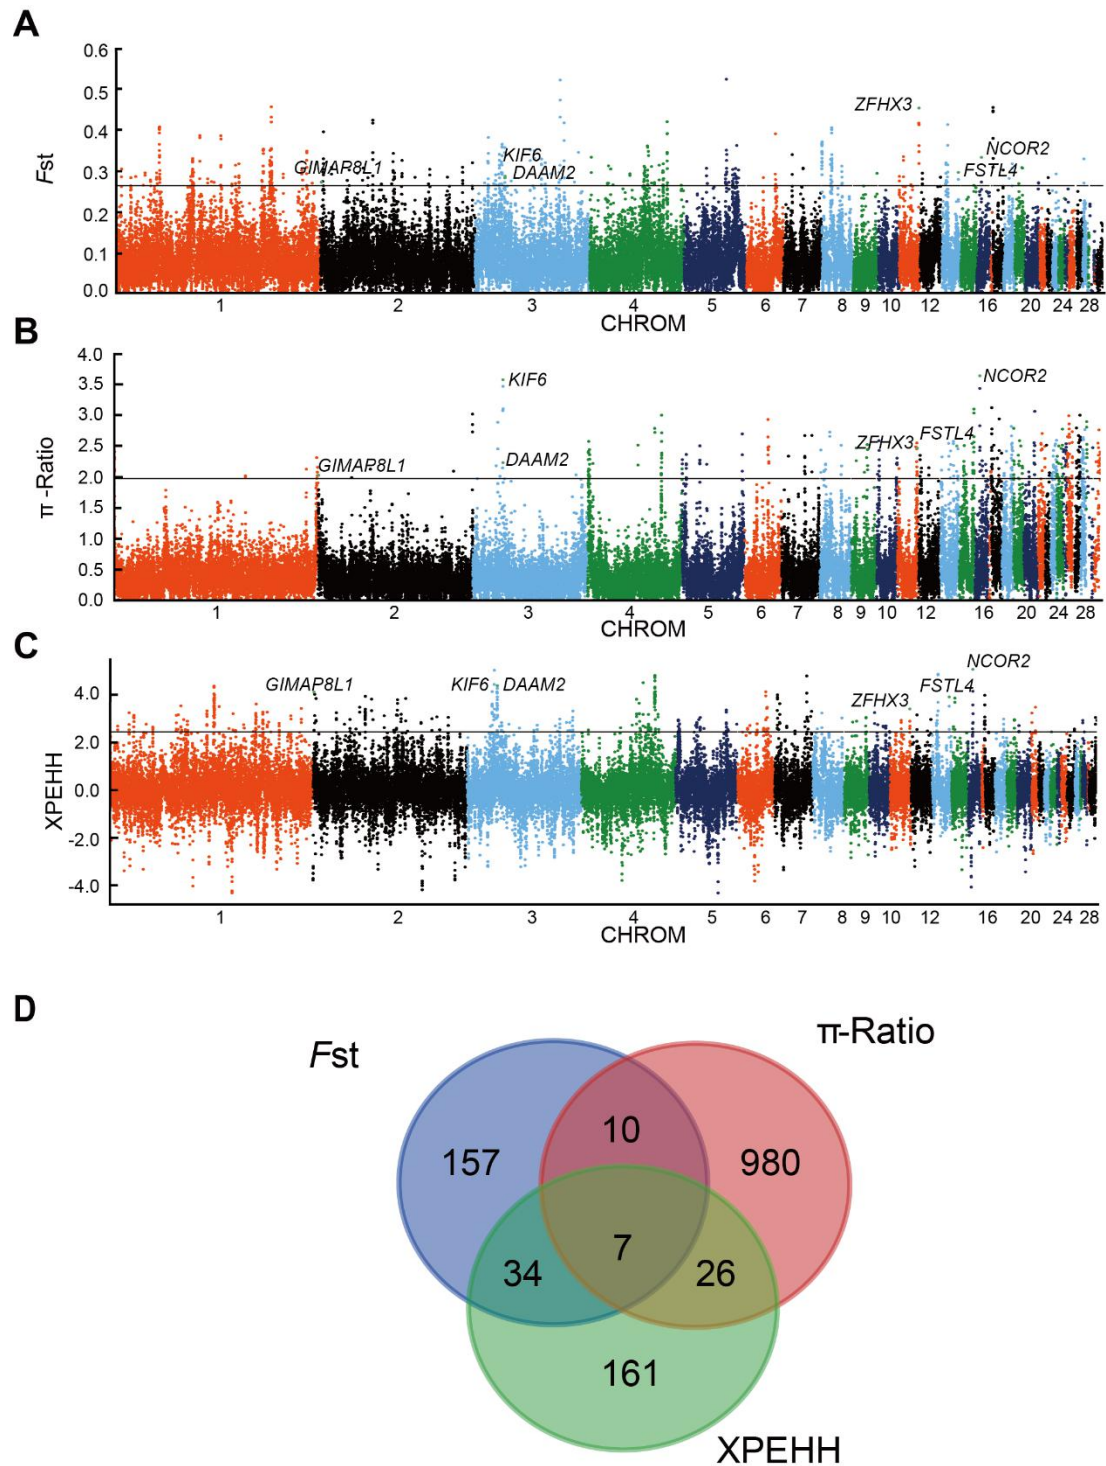 A
Fst
0.6
0.5
0.4
0.3
0.2
0.1
0.0
GIMAP8L1
KIF6
DAAM2
ZFHX3
NCOR2
FSTL4
1 2 3 4 5 6 7 8 9 10 12 16 20 24 28
CHROM
B
π -Ratio
4.0
3.5
3.0
2.5
2.0
1.5
1.0
0.5
0.0
KIF6
NCOR2
GIMAP8L1
DAAM2
ZFHX3
FSTL4
1 2 3 4 5 6 7 8 9 10 12 16 20 24 28
CHROM
C
XPEHH
4.0
2.0
0.0
-2.0
-4.0
GIMAP8L1
KIF6
DAAM2
ZFHX3
FSTL4
NCOR2
1 2 3 4 5 6 7 8 9 10 12 16 20 24 28
CHROM
D
Fst
π-Ratio
10
157
980
7
34
26
161
XPEHH